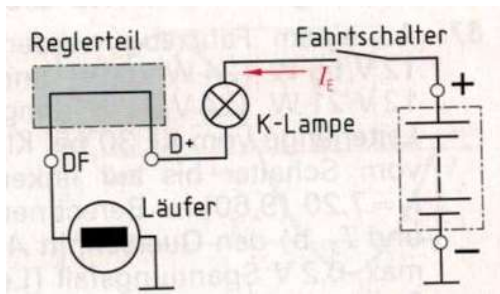 Reglerteil
Fahrtschalter
I_E
+
K-Lampe
D+
DF
Läufer
−